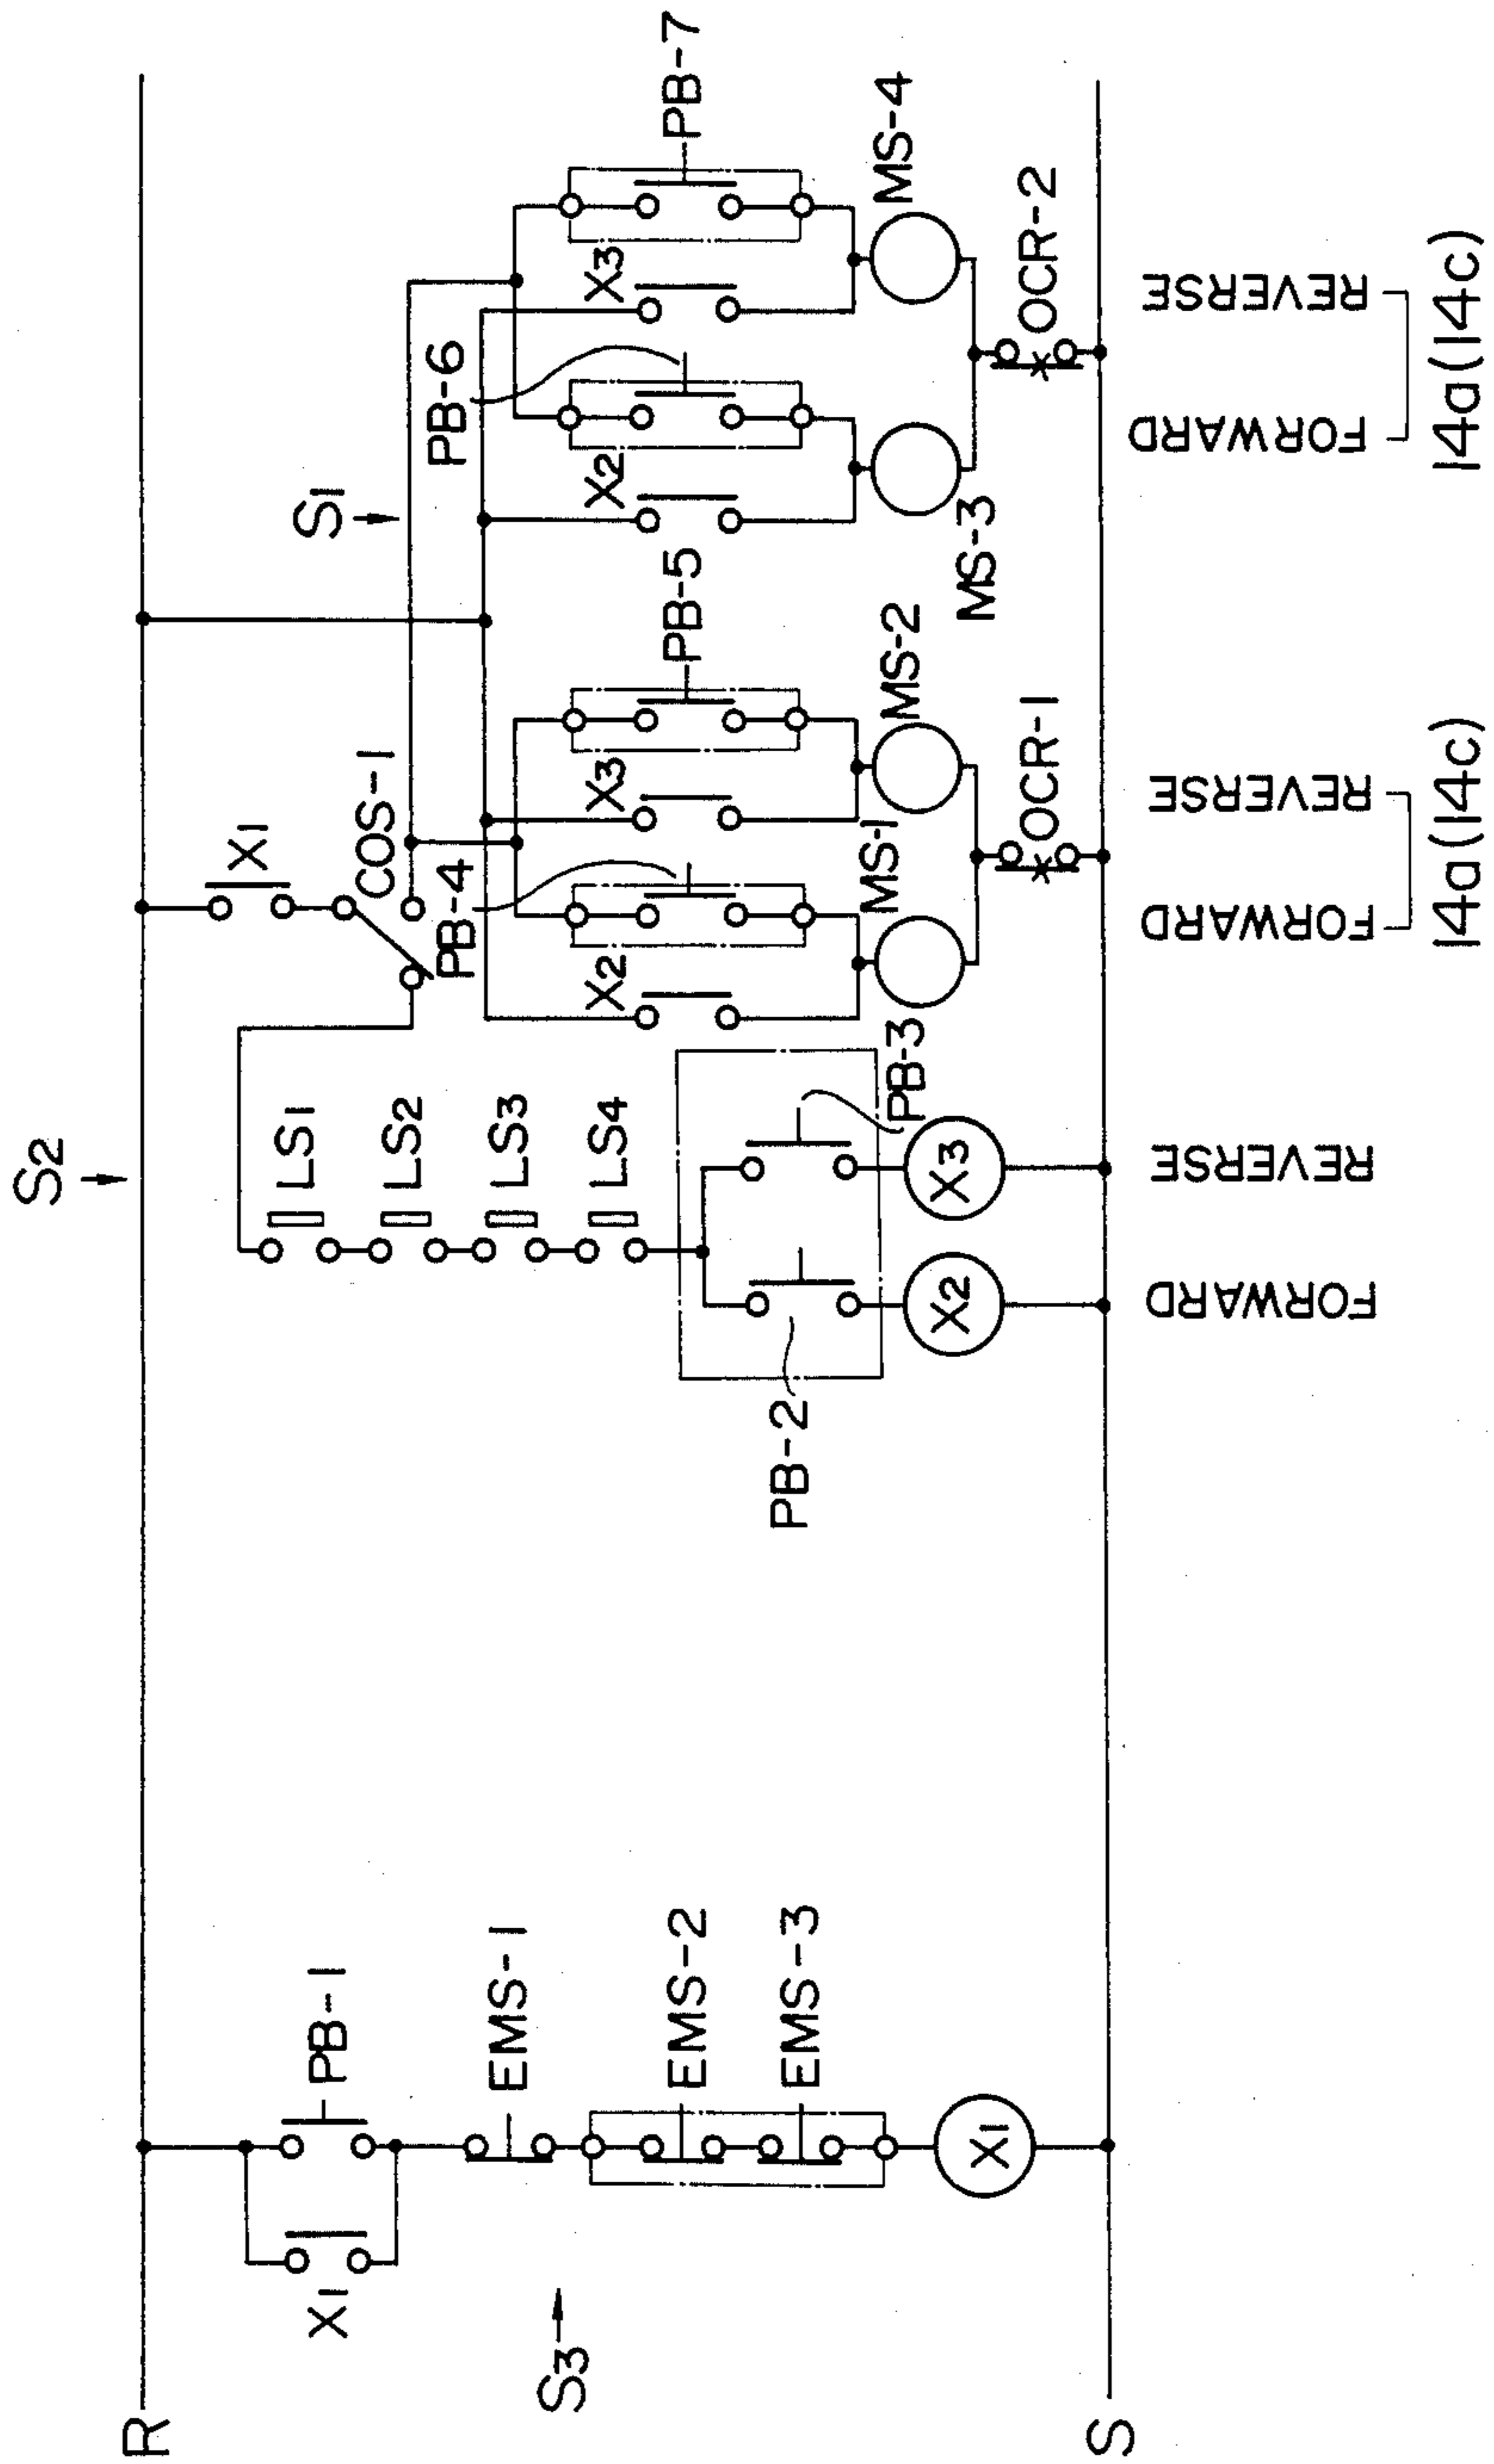 R
S
X1
PB-1
EMS-1
EMS-2
EMS-3
X1
S3
S2
LS1
LS2
LS3
LS4
PB-2
PB-3
X2
X3
FORWARD
REVERSE
X1
COS-1
S1
PB-4
X2
X3
PB-5
MS-1
MS-2
OCR-1
FORWARD
REVERSE
14a(14c)
PB-6
X2
X3
PB-7
MS-3
MS-4
OCR-2
FORWARD
REVERSE
14a(14c)